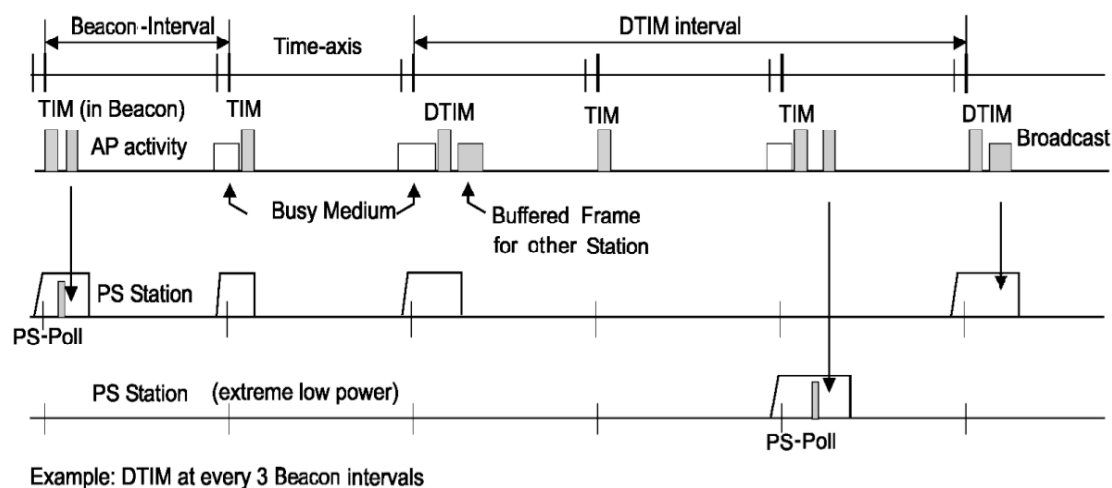 Beacon -Interval
DTIM interval
Time-axis
TIM (in Beacon)
TIM
DTIM
TIM
TIM
DTIM
AP activity
Broadcast
Busy Medium
Buffered Frame
for other Station
PS Station
PS-Poll
PS Station (extreme low power)
PS-Poll
Example: DTIM at every 3 Beacon intervals